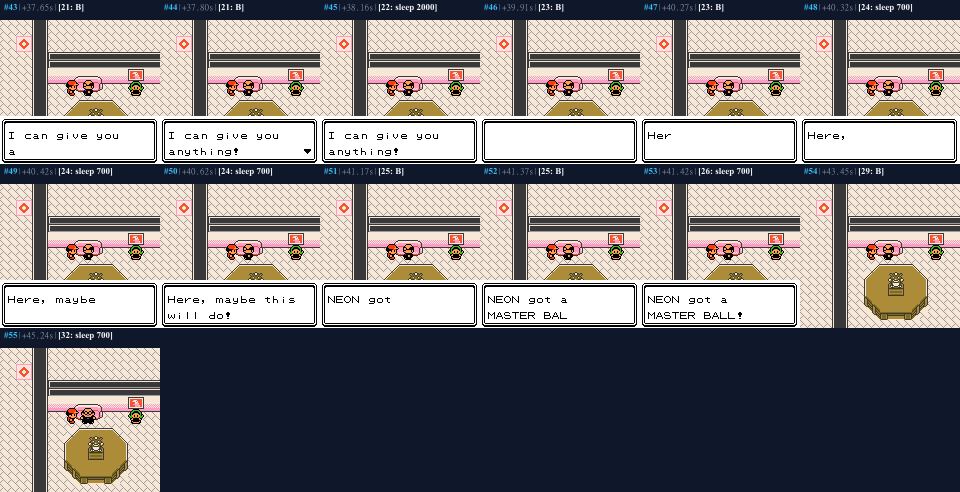 #43|+37.65s| [21: B]
#44|+37.80s| [21: B]
#45|+38.16s| [22: sleep 2000]
#46|+39.91s| [23: B]
#47|+40.27s| [23: B]
#48|+40.32s| [24: sleep 700]
I can give you
a
I can give you
anything!
I can give you
anything!
Her
Here,
#49|+40.42s| [24: sleep 700]
#50|+40.62s| [24: sleep 700]
#51|+41.17s| [25: B]
#52|+41.37s| [25: B]
#53|+41.42s| [26: sleep 700]
#54|+43.45s| [29: B]
Here, maybe
Here, maybe this
will do!
NEON got
NEON got a
MASTER BAL
NEON got a
MASTER BALL!
#55|+45.24s| [32: sleep 700]